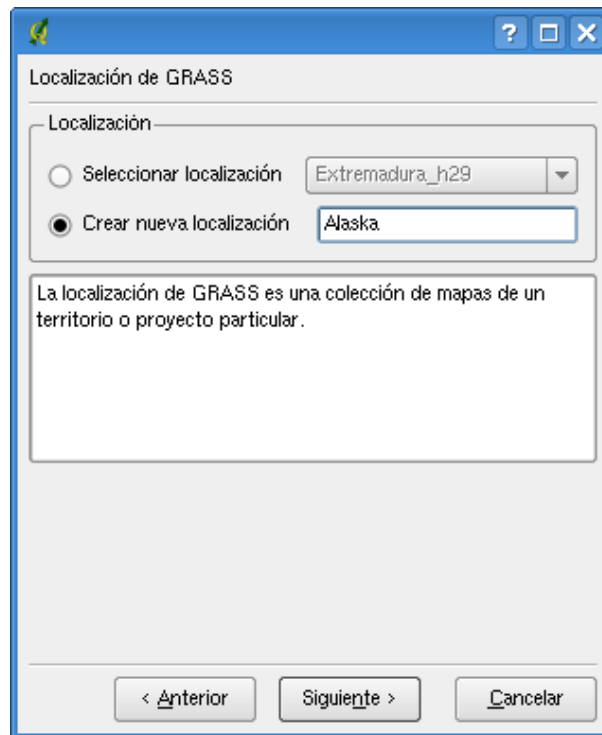 Localización de GRASS
Localización
Seleccionar localización Extremadura_h29
Crear nueva localización Alaska
La localización de GRASS es una colección de mapas de un
territorio o proyecto particular.
< Anterior Siguiente > Cancelar